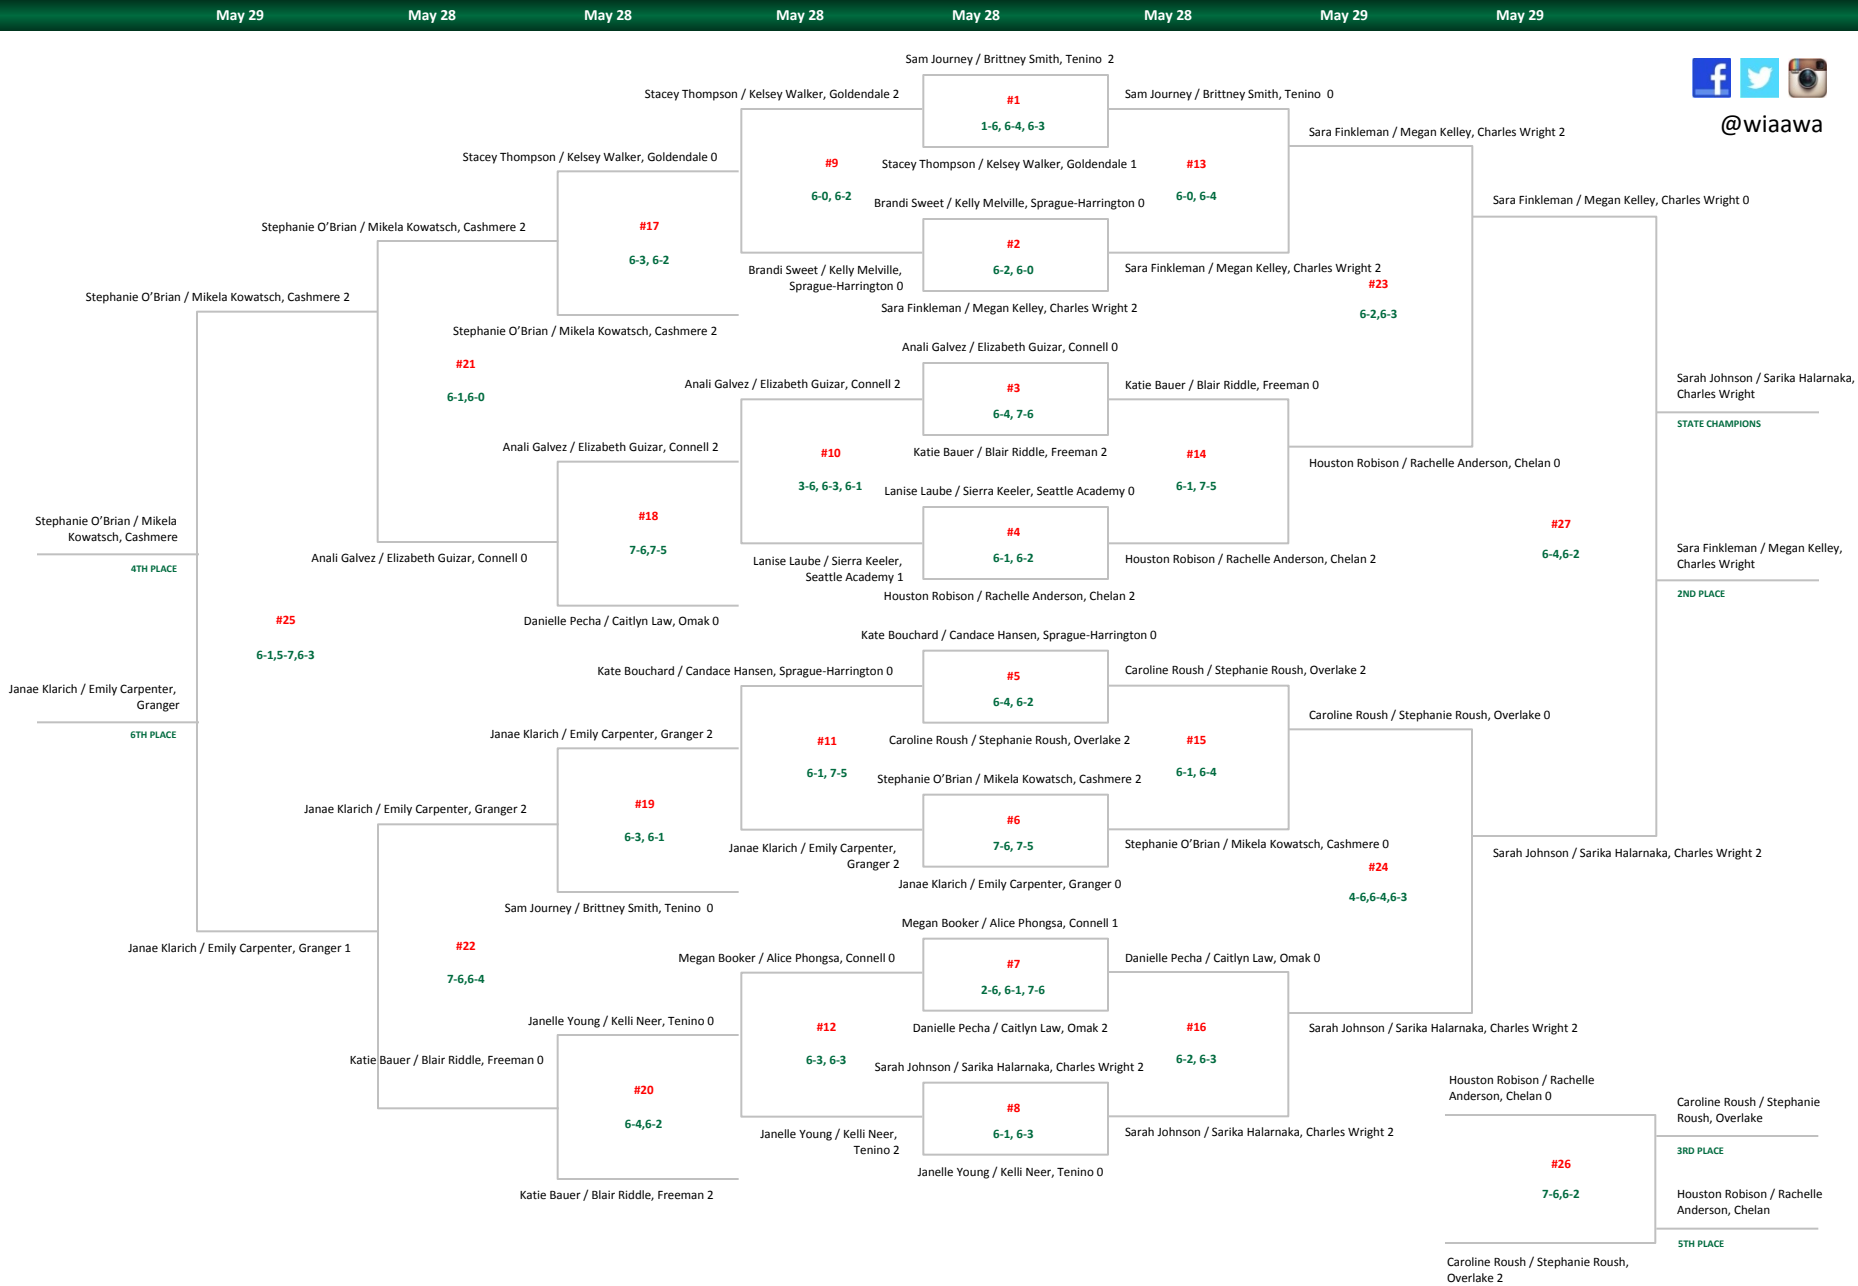 May 29 May 28 May 28 May 28 May 28 May 28 May 29 May 29
@wiaawa
Sam Journey / Brittney Smith, Tenino 2
#1
1-6, 6-4, 6-3
Stacey Thompson / Kelsey Walker, Goldendale 1
Brandi Sweet / Kelly Melville, Sprague-Harrington 0
#2
6-2, 6-0
Sara Finkleman / Megan Kelley, Charles Wright 2
Anali Galvez / Elizabeth Guizar, Connell 0
#3
6-4, 7-6
Katie Bauer / Blair Riddle, Freeman 2
Lanise Laube / Sierra Keeler, Seattle Academy 0
#4
6-1, 6-2
Houston Robison / Rachelle Anderson, Chelan 2
Kate Bouchard / Candace Hansen, Sprague-Harrington 0
#5
6-4, 6-2
Caroline Roush / Stephanie Roush, Overlake 2
Stephanie O’Brian / Mikela Kowatsch, Cashmere 2
#6
7-6, 7-5
Janae Klarich / Emily Carpenter, Granger 0
Megan Booker / Alice Phongsa, Connell 1
#7
2-6, 6-1, 7-6
Danielle Pecha / Caitlyn Law, Omak 2
Sarah Johnson / Sarika Halarnaka, Charles Wright 2
#8
6-1, 6-3
Janelle Young / Kelli Neer, Tenino 0
Stacey Thompson / Kelsey Walker, Goldendale 2
#9
6-0, 6-2
Brandi Sweet / Kelly Melville,
Sprague-Harrington 0
Anali Galvez / Elizabeth Guizar, Connell 2
#10
3-6, 6-3, 6-1
Lanise Laube / Sierra Keeler,
Seattle Academy 1
Kate Bouchard / Candace Hansen, Sprague-Harrington 0
#11
6-1, 7-5
Janae Klarich / Emily Carpenter,
Granger 2
Megan Booker / Alice Phongsa, Connell 0
#12
6-3, 6-3
Janelle Young / Kelli Neer,
Tenino 2
Sam Journey / Brittney Smith, Tenino 0
#13
6-0, 6-4
Sara Finkleman / Megan Kelley, Charles Wright 2
Katie Bauer / Blair Riddle, Freeman 0
#14
6-1, 7-5
Houston Robison / Rachelle Anderson, Chelan 2
Caroline Roush / Stephanie Roush, Overlake 2
#15
6-1, 6-4
Stephanie O’Brian / Mikela Kowatsch, Cashmere 0
Danielle Pecha / Caitlyn Law, Omak 0
#16
6-2, 6-3
Sarah Johnson / Sarika Halarnaka, Charles Wright 2
Stacey Thompson / Kelsey Walker, Goldendale 0
#17
6-3, 6-2
Stephanie O’Brian / Mikela Kowatsch, Cashmere 2
Anali Galvez / Elizabeth Guizar, Connell 2
#18
7-6,7-5
Danielle Pecha / Caitlyn Law, Omak 0
Janae Klarich / Emily Carpenter, Granger 2
#19
6-3, 6-1
Sam Journey / Brittney Smith, Tenino 0
Janelle Young / Kelli Neer, Tenino 0
#20
6-4,6-2
Katie Bauer / Blair Riddle, Freeman 2
Stephanie O’Brian / Mikela Kowatsch, Cashmere 2
#21
6-1,6-0
Anali Galvez / Elizabeth Guizar, Connell 0
Janae Klarich / Emily Carpenter, Granger 2
#22
7-6,6-4
Katie Bauer / Blair Riddle, Freeman 0
Sara Finkleman / Megan Kelley, Charles Wright 2
#23
6-2,6-3
Houston Robison / Rachelle Anderson, Chelan 0
Caroline Roush / Stephanie Roush, Overlake 0
#24
4-6,6-4,6-3
Sarah Johnson / Sarika Halarnaka, Charles Wright 2
Stephanie O’Brian / Mikela Kowatsch, Cashmere 2
#25
6-1,5-7,6-3
Janae Klarich / Emily Carpenter, Granger 1
Stephanie O’Brian / Mikela
Kowatsch, Cashmere
4TH PLACE
Janae Klarich / Emily Carpenter,
Granger
6TH PLACE
Sara Finkleman / Megan Kelley, Charles Wright 0
#27
6-4,6-2
Sarah Johnson / Sarika Halarnaka, Charles Wright 2
Sarah Johnson / Sarika Halarnaka,
Charles Wright
STATE CHAMPIONS
Sara Finkleman / Megan Kelley,
Charles Wright
2ND PLACE
Houston Robison / Rachelle
Anderson, Chelan 0
#26
7-6,6-2
Caroline Roush / Stephanie Roush,
Overlake 2
Caroline Roush / Stephanie
Roush, Overlake
3RD PLACE
Houston Robison / Rachelle
Anderson, Chelan
5TH PLACE